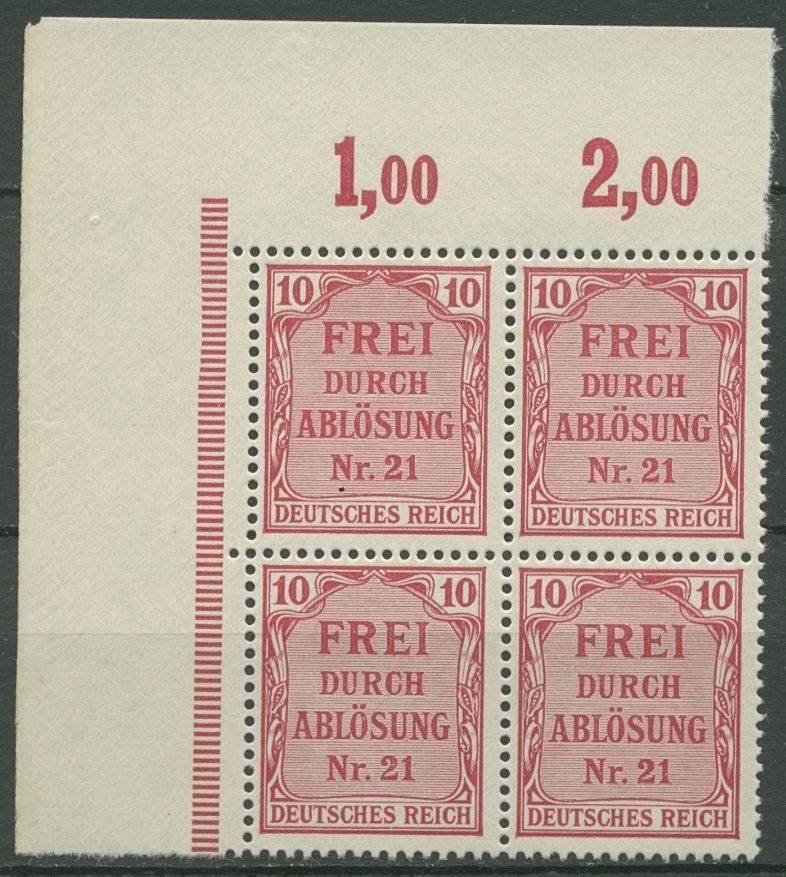 1,00 2,00
10 10
FREI
DURCH
ABLÖSUNG
Nr. 21
DEUTSCHES REICH
10 10
FREI
DURCH
ABLÖSUNG
Nr. 21
DEUTSCHES REICH
10 10
FREI
DURCH
ABLÖSUNG
Nr. 21
DEUTSCHES REICH
10 10
FREI
DURCH
ABLÖSUNG
Nr. 21
DEUTSCHES REICH